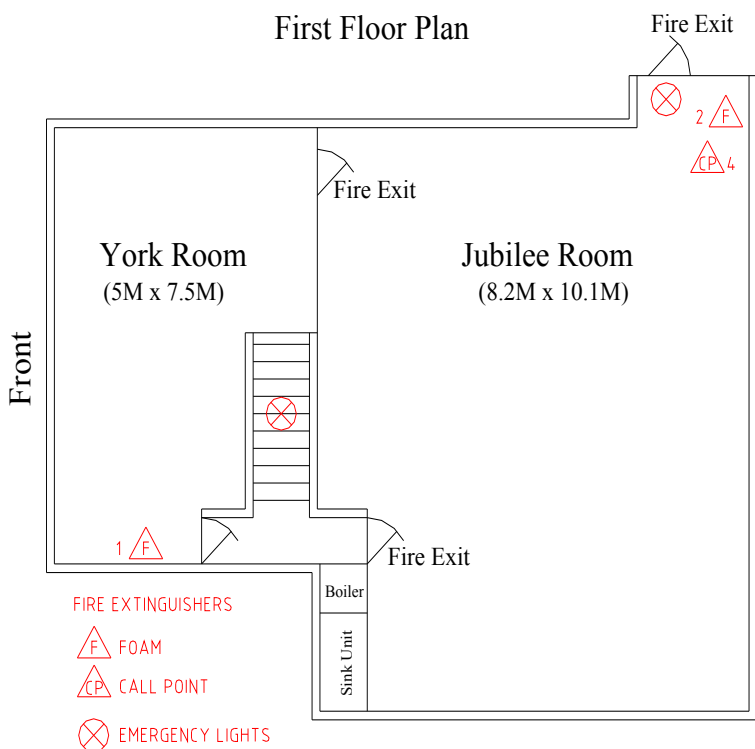 First Floor Plan
Fire Exit
2 F
CP 4
Fire Exit
York Room
(5M x 7.5M)
Jubilee Room
(8.2M x 10.1M)
Front
1 F
Fire Exit
Boiler
Sink Unit
FIRE EXTINGUISHERS
F FOAM
CP CALL POINT
EMERGENCY LIGHTS